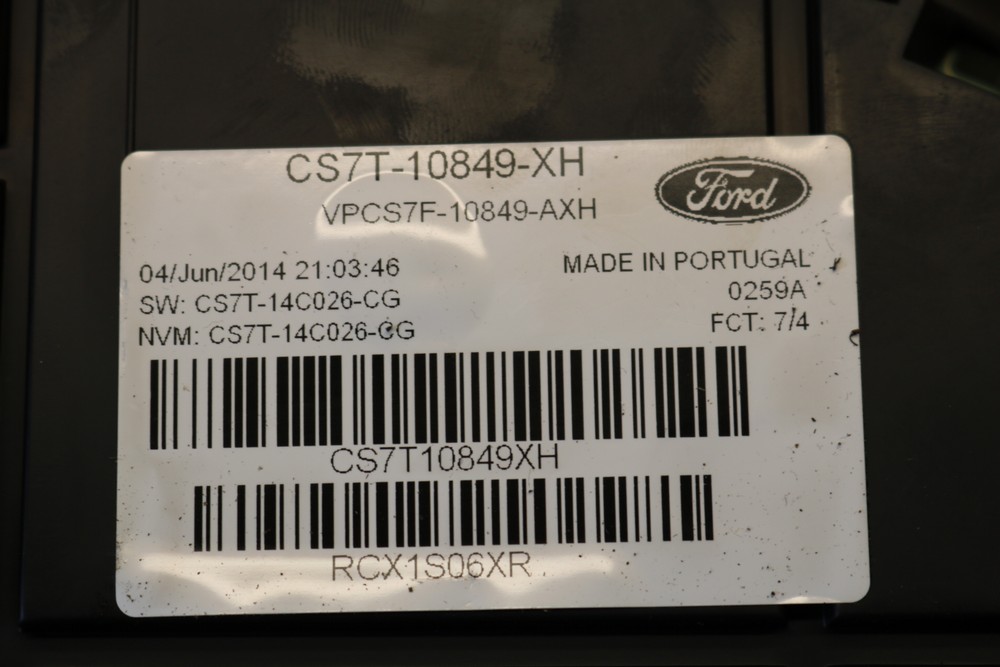 CS7T-10849-XH
VPCS7F-10849-AXH
Ford
04/Jun/2014 21:03:46
MADE IN PORTUGAL
SW: CS7T-14C026-CG
0259A
NVM: CS7T-14C026-CG
FCT: 7/4
CS7T10849XH
RCX1S06XR